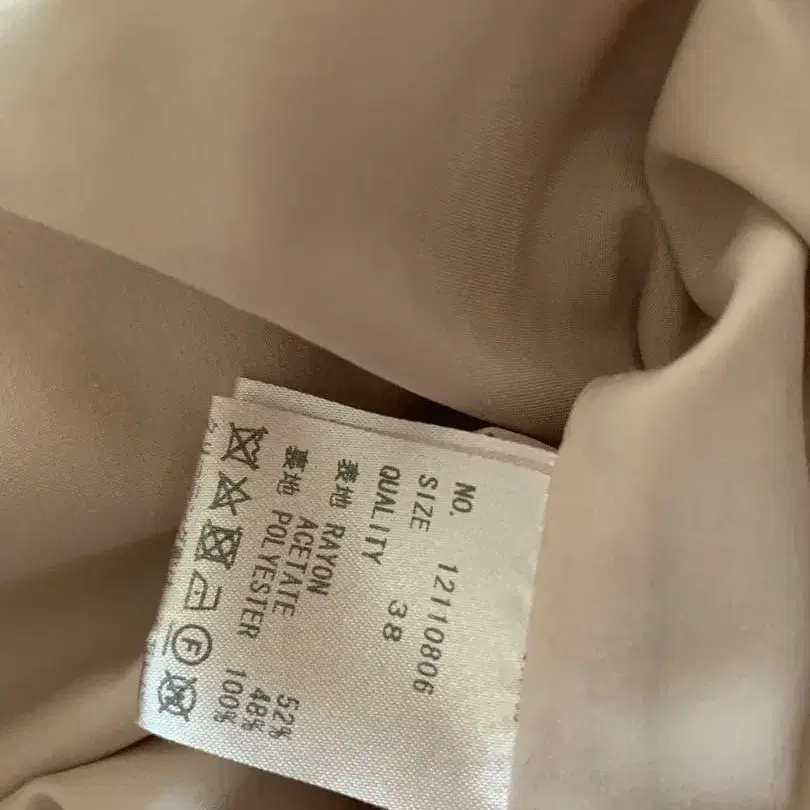 NO. 12110806
SIZE 38
QUALITY
表地 RAYON 52%
ACETATE 48%
裏地 POLYESTER 100%
F